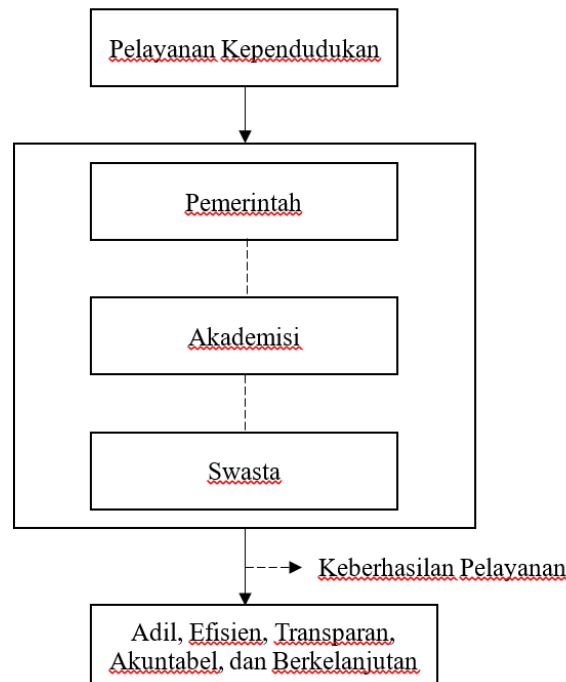 Pelayanan Kependudukan
Pemerintah
Akademisi
Swasta
Keberhasilan Pelayanan
Adil, Efisien, Transparan,
Akuntabel, dan Berkelanjutan